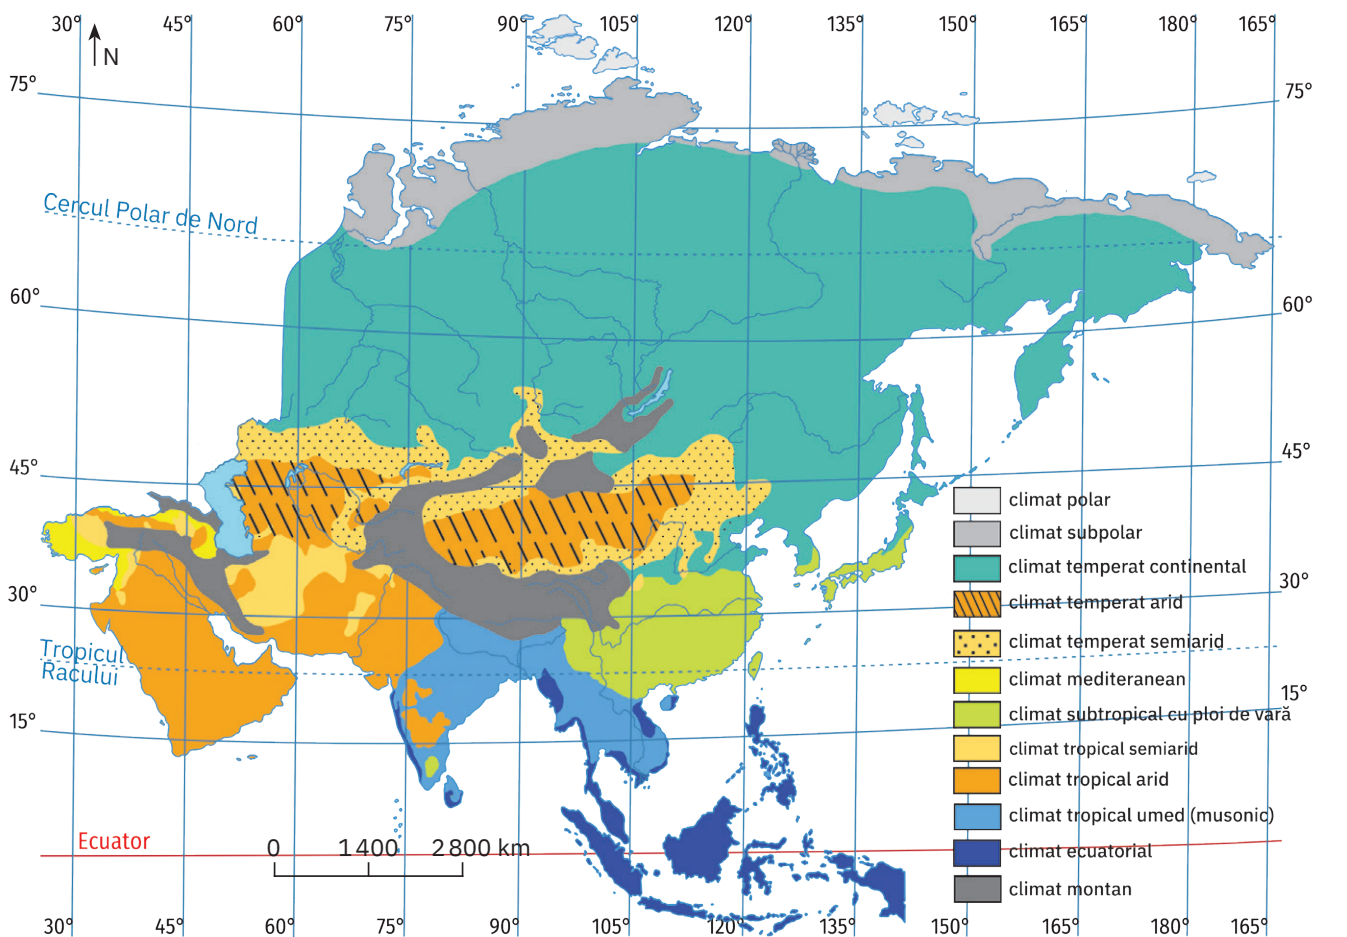 30° 45° 60° 75° 90° 105° 120° 135° 150° 165° 180° 165°
N
75° 75°
Cercul Polar de Nord
60° 60°
45° 45°
climat polar
climat subpolar
climat temperat continental
30° 30°
climat temperat arid
climat temperat semiarid
Tropicul
Racului
climat mediteranean
15° 15°
climat subtropical cu ploi de vară
climat tropical semiarid
climat tropical arid
climat tropical umed (musonic)
Ecuator
0 1 400 2 800 km
climat ecuatorial
climat montan
30° 45° 60° 75° 90° 105° 120° 135° 150° 165° 180° 165°